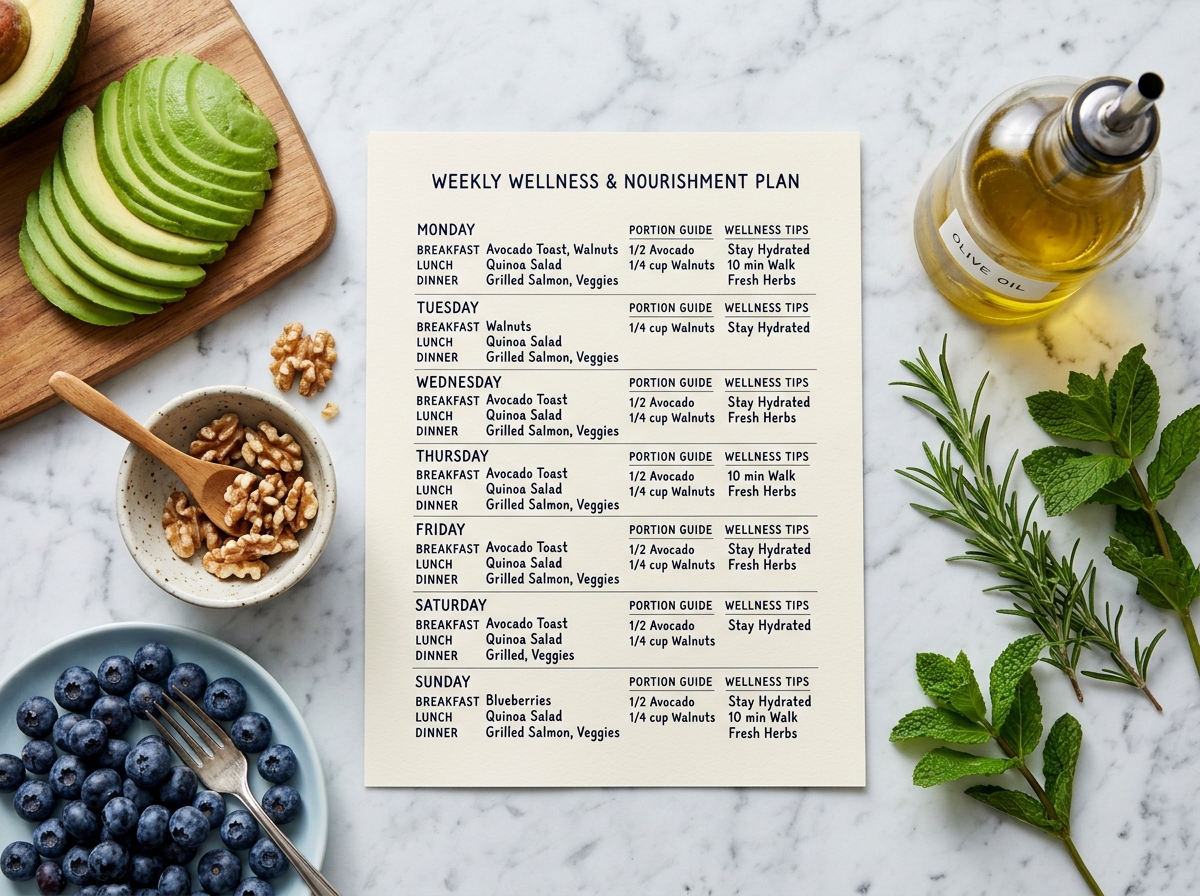 WEEKLY WELLNESS & NOURISHMENT PLAN
MONDAY PORTION GUIDE WELLNESS TIPS
BREAKFAST Avocado Toast, Walnuts 1/2 Avocado Stay Hydrated
LUNCH Quinoa Salad 1/4 cup Walnuts 10 min Walk
DINNER Grilled Salmon, Veggies Fresh Herbs
TUESDAY PORTION GUIDE WELLNESS TIPS
BREAKFAST Walnuts 1/4 cup Walnuts Stay Hydrated
LUNCH Quinoa Salad
DINNER Grilled Salmon, Veggies
WEDNESDAY PORTION GUIDE WELLNESS TIPS
BREAKFAST Avocado Toast 1/2 Avocado Stay Hydrated
LUNCH Quinoa Salad 1/4 cup Walnuts Fresh Herbs
DINNER Grilled Salmon, Veggies
THURSDAY PORTION GUIDE WELLNESS TIPS
BREAKFAST Avocado Toast 1/2 Avocado 10 min Walk
LUNCH Quinoa Salad 1/4 cup Walnuts Fresh Herbs
DINNER Grilled Salmon, Veggies
FRIDAY PORTION GUIDE WELLNESS TIPS
BREAKFAST Avocado Toast 1/2 Avocado Stay Hydrated
LUNCH Quinoa Salad 1/4 cup Walnuts Fresh Herbs
DINNER Grilled Salmon, Veggies
SATURDAY PORTION GUIDE WELLNESS TIPS
BREAKFAST Avocado Toast 1/2 Avocado Stay Hydrated
LUNCH Quinoa Salad 1/4 cup Walnuts
DINNER Grilled, Veggies
SUNDAY PORTION GUIDE WELLNESS TIPS
BREAKFAST Blueberries 1/2 Avocado Stay Hydrated
LUNCH Quinoa Salad 1/4 cup Walnuts 10 min Walk
DINNER Grilled Salmon, Veggies Fresh Herbs
OLIVE OIL